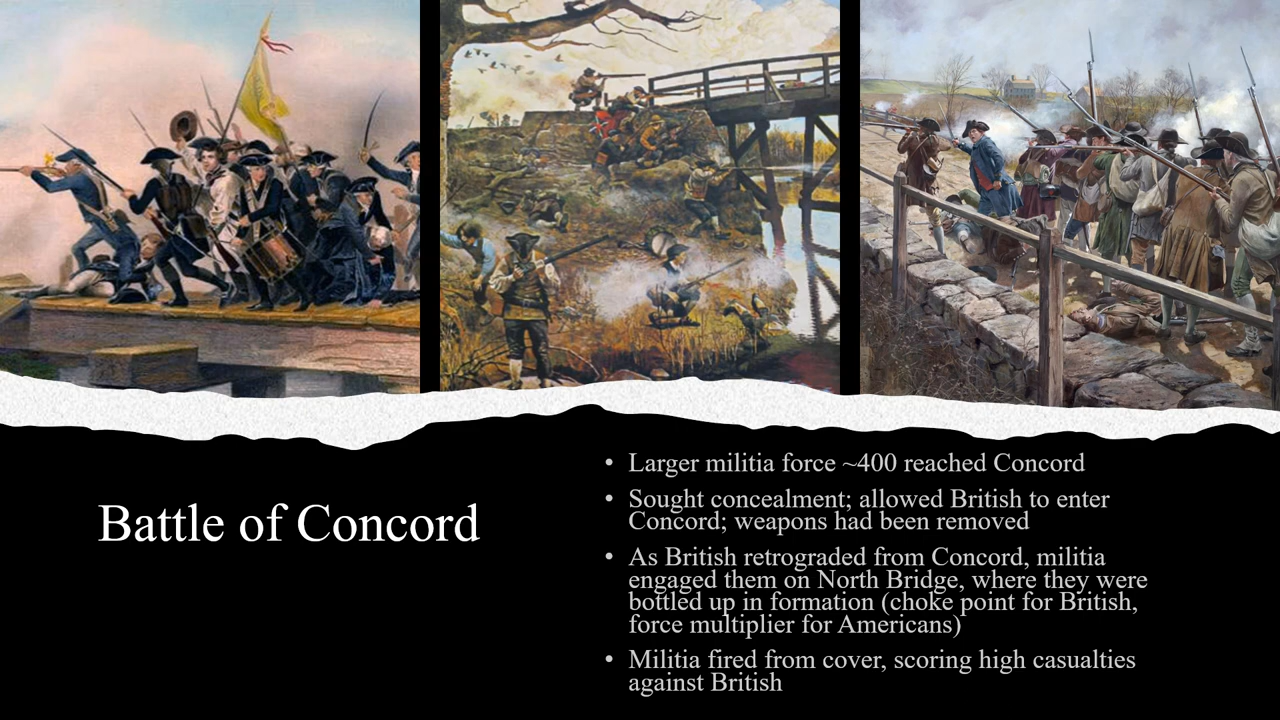 Battle of Concord
• Larger militia force ~400 reached Concord
• Sought concealment; allowed British to enter
Concord; weapons had been removed
• As British retrograded from Concord, militia
engaged them on North Bridge, where they were
bottled up in formation (choke point for British,
force multiplier for Americans)
• Militia fired from cover, scoring high casualties
against British